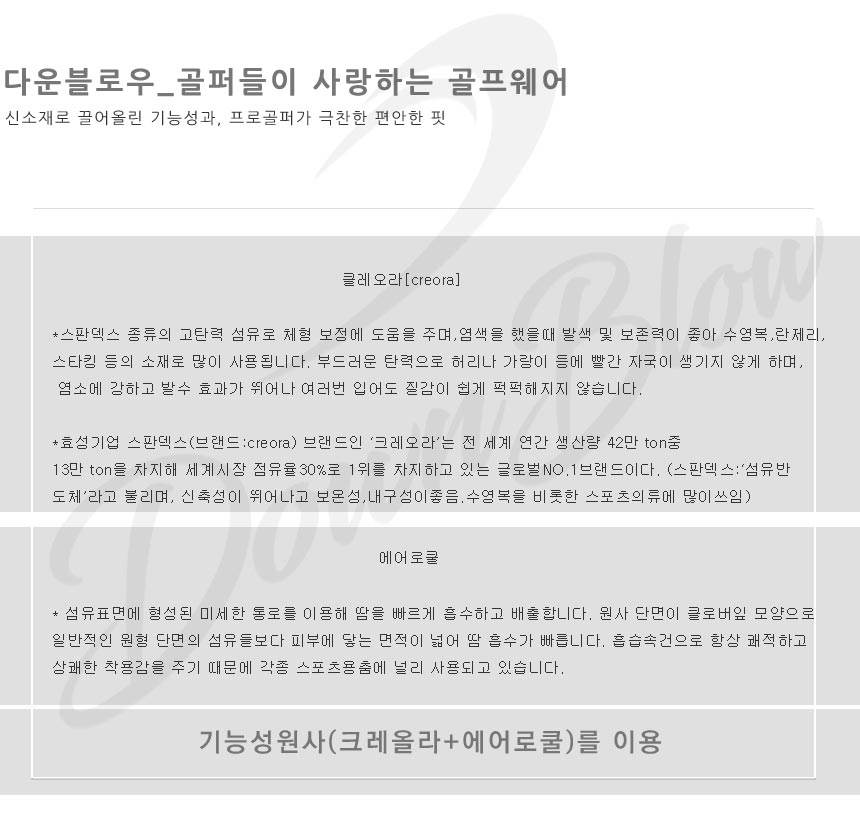 다운블로우_골퍼들이 사랑하는 골프웨어
신소재로 끌어올린 기능성과, 프로골퍼가 극찬한 편안한 핏
클레오라[creora]
*스판덱스 종류의 고탄력 섬유로 체형 보정에 도움을 주며,염색을 했을때 발색 및 보존력이 좋아 수영복,란제리,
스타킹 등의 소재로 많이 사용됩니다. 부드러운 탄력으로 허리나 가랑이 등에 빨간 자국이 생기지 않게 하며,
염소에 강하고 발수 효과가 뛰어나 여러번 입어도 질감이 쉽게 퍽퍽해지지 않습니다.
*효성기업 스판덱스(브랜드:creora) 브랜드인 '크레오라'는 전 세계 연간 생산량 42만 ton중
13만 ton을 차지해 세계시장 점유율30%로 1위를 차지하고 있는 글로벌NO.1브랜드이다. (스판덱스:'섬유반
도체'라고 불리며, 신축성이 뛰어나고 보온성,내구성이좋음.수영복을 비롯한 스포츠의류에 많이쓰임)
에어로쿨
* 섬유표면에 형성된 미세한 통로를 이용해 땀을 빠르게 흡수하고 배출합니다. 원사 단면이 클로버잎 모양으로
일반적인 원형 단면의 섬유들보다 피부에 닿는 면적이 넓어 땀 흡수가 빠릅니다. 흡습속건으로 항상 쾌적하고
상쾌한 착용감을 주기 때문에 각종 스포츠용춤에 널리 사용되고 있습니다.
기능성원사(크레올라+에어로쿨)를 이용
Down Blow